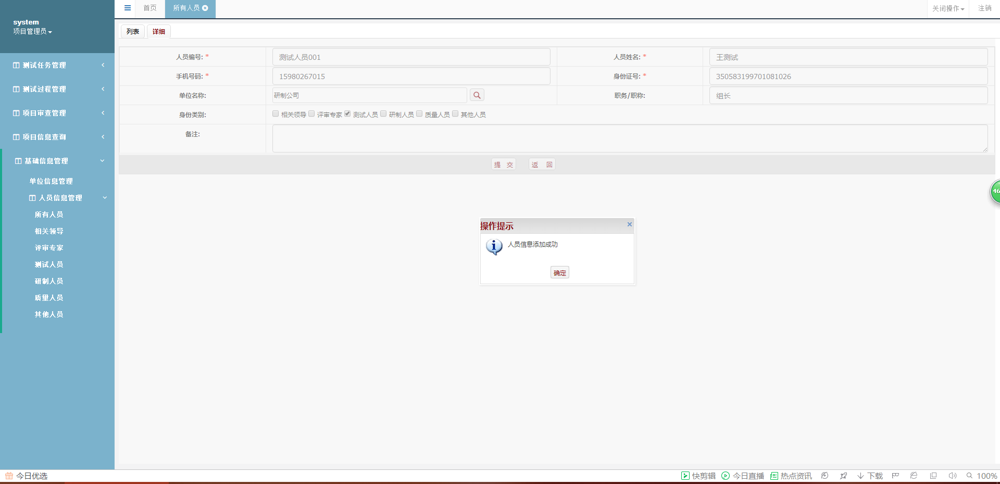 system
项目管理员
测试任务管理
测试过程管理
项目审查管理
项目信息查询
基础信息管理
单位信息管理
人员信息管理
所有人员
相关领导
评审专家
测试人员
研制人员
质量人员
其他人员
首页 所有人员 关闭操作 注销
列表 详细
人员编号: * 测试人员001 人员姓名: * 王测试
手机号码: * 15980267015 身份证号: * 350583199701081026
单位名称: 研制公司 职务/职称: 组长
身份类别: 相关领导 评审专家 测试人员 研制人员 质量人员 其他人员
备注:
提 交 返 回
操作提示
人员信息添加成功
确定
46
今日优选 快剪辑 今日直播 热点资讯 下载 100%